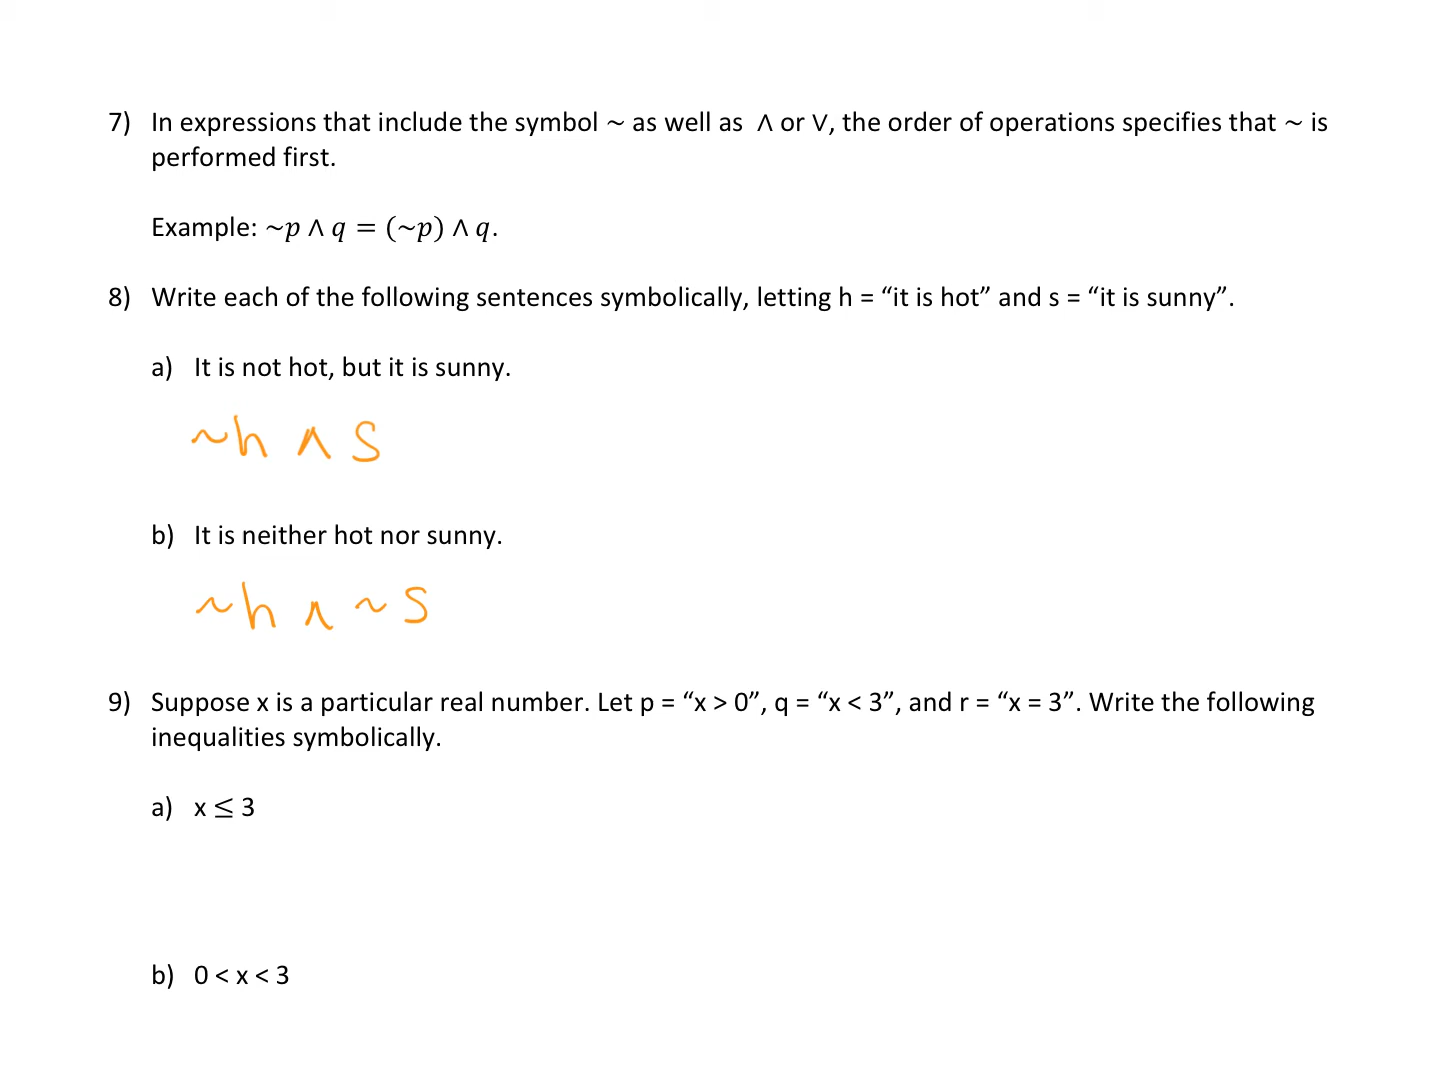 7) In expressions that include the symbol ~ as well as ∧ or ∨, the order of operations specifies that ~ is
performed first.
Example: ~p ∧ q = (~p) ∧ q.
8) Write each of the following sentences symbolically, letting h = “it is hot” and s = “it is sunny”.
a) It is not hot, but it is sunny.
~h ∧ s
b) It is neither hot nor sunny.
~h ∧ ~s
9) Suppose x is a particular real number. Let p = “x > 0”, q = “x < 3”, and r = “x = 3”. Write the following
inequalities symbolically.
a) x ≤ 3
b) 0 < x < 3